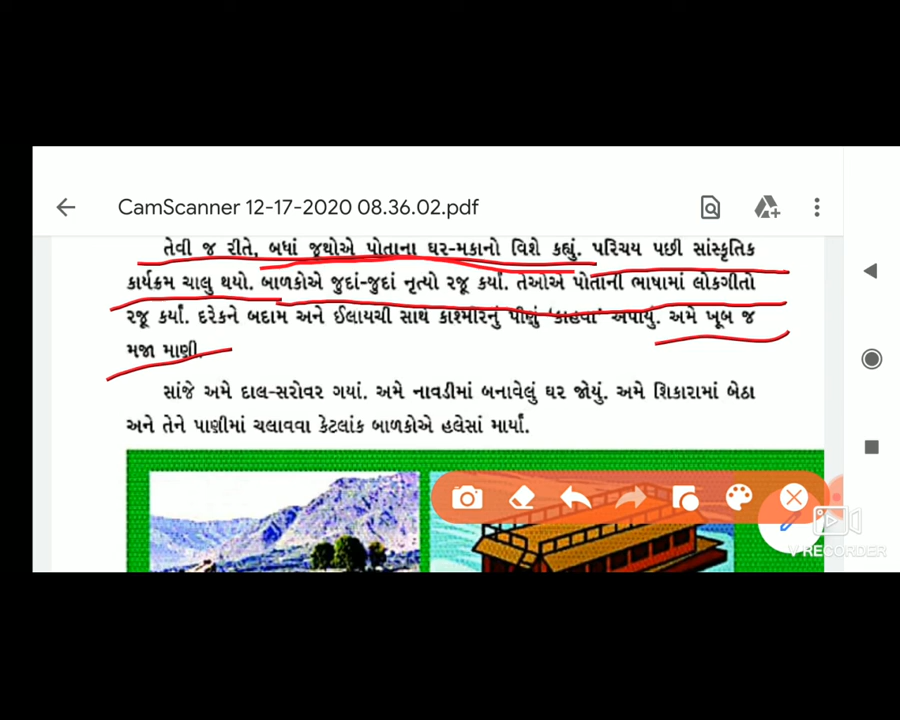 CamScanner 12-17-2020 08.36.02.pdf
તેવી જ રીતે, બધાં જૂથોએ પોતાના ઘર-મકાનો વિશે કહ્યું. પરિચય પછી સાંસ્કૃતિક
કાર્યક્રમ ચાલુ થયો. બાળકોએ જુદાં-જુદાં નૃત્યો રજૂ કર્યાં. તેઓએ પોતાની ભાષામાં લોકગીતો
રજૂ કર્યાં. દરેકને બદામ અને ઈલાયચી સાથે કાશ્મીરનું પીણું 'કાહવા' અપાયું. અમે ખૂબ જ
મજા માણી.
સાંજે અમે દાલ-સરોવર ગયાં. અમે નાવડીમાં બનાવેલું ઘર જોયું. અમે શિકારામાં બેઠા
અને તેને પાણીમાં ચલાવવા કેટલાંક બાળકોએ હલેસાં માર્યાં.
V RECORDER